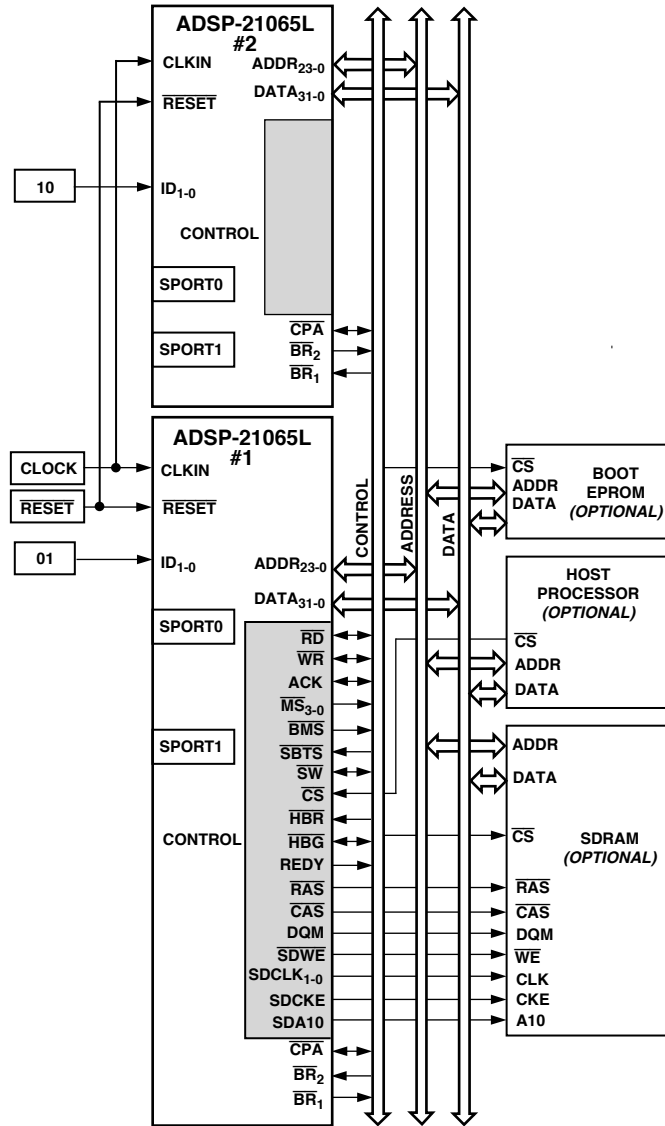 ADSP-21065L
#2
CLKIN
ADDR23-0
DATA31-0
RESET
10
ID1-0
CONTROL
SPORT0
SPORT1
CPA
BR2
BR1
ADSP-21065L
#1
CLOCK
CLKIN
RESET
RESET
01
ID1-0
ADDR23-0
DATA31-0
SPORT0
SPORT1
CONTROL
RD
WR
ACK
MS3-0
BMS
SBTS
SW
CS
HBR
HBG
REDY
RAS
CAS
DQM
SDWE
SDCLK1-0
SDCKE
SDA10
CPA
BR2
BR1
CONTROL
ADDRESS
DATA
CS
ADDR
DATA
BOOT
EPROM
(OPTIONAL)
HOST
PROCESSOR
(OPTIONAL)
CS
ADDR
DATA
ADDR
DATA
CS
SDRAM
(OPTIONAL)
RAS
CAS
DQM
WE
CLK
CKE
A10